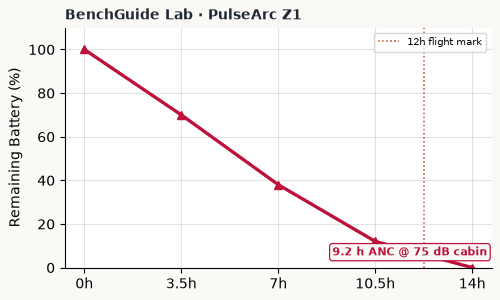 BenchGuide Lab · PulseArc Z1
12h flight mark
Remaining Battery (%)
100
80
60
40
20
0
9.2 h ANC @ 75 dB cabin
0h 3.5h 7h 10.5h 14h